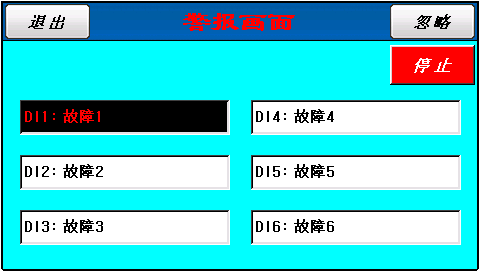 退出
警报画面
忽略
停止
DI1: 故障1
DI4: 故障4
DI2: 故障2
DI5: 故障5
DI3: 故障3
DI6: 故障6